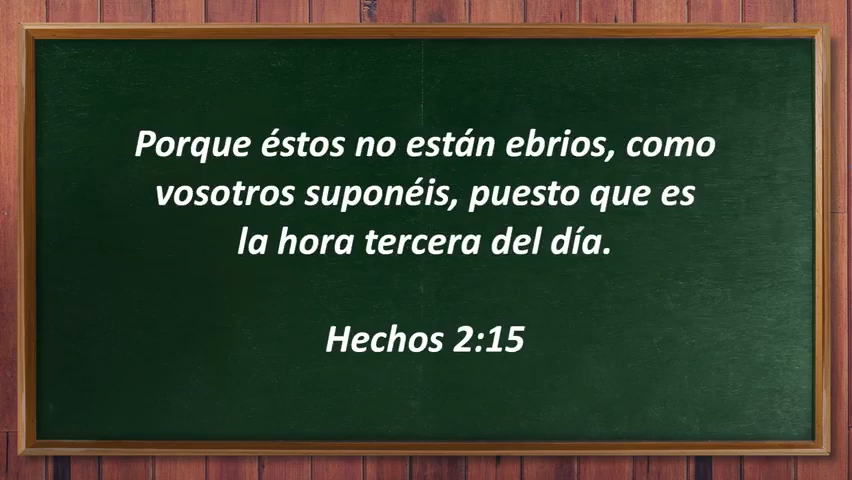 Porque éstos no están ebrios, como
vosotros suponéis, puesto que es
la hora tercera del día.
Hechos 2:15